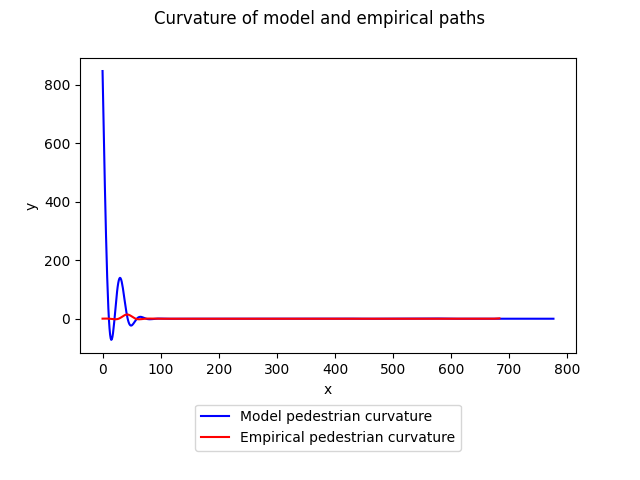 Curvature of model and empirical paths
800
600
400
200
0
y
0 100 200 300 400 500 600 700 800
x
Model pedestrian curvature
Empirical pedestrian curvature